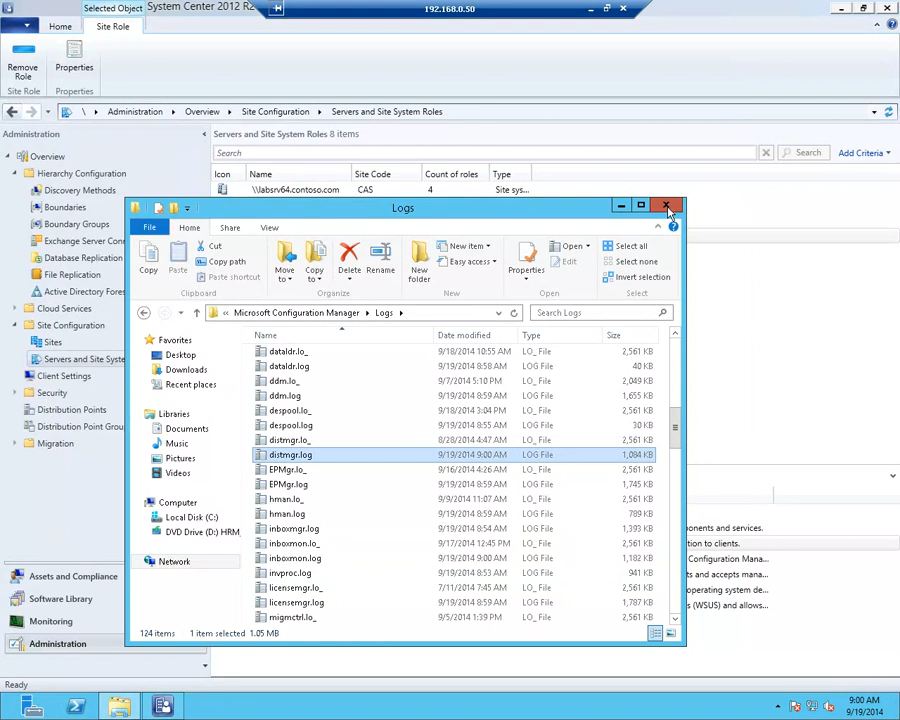 Selected Object System Center 2012 R2
192.168.0.50
Home Site Role
Remove Role
Properties
Site Role Properties
\ Administration Overview Site Configuration Servers and Site System Roles
Administration
Servers and Site System Roles 8 items
Search
Search
Add Criteria
Icon Name Site Code Count of roles Type
\\labsrv64.contoso.com CAS 4 Site sys...
Overview
Hierarchy Configuration
Discovery Methods
Boundaries
Boundary Groups
Exchange Server Conn
Database Replication
File Replication
Active Directory Fores
Cloud Services
Site Configuration
Sites
Servers and Site Syste
Client Settings
Security
Distribution Points
Distribution Point Grou
Migration
Assets and Compliance
Software Library
Monitoring
Administration
Ready
Logs
File Home Share View
Copy
Paste
Cut
Copy path
Paste shortcut
Clipboard
Move to
Copy to
Delete
Rename
Organize
New folder
New item
Easy access
New
Properties
Open
Edit
Open
Select all
Select none
Invert selection
Select
« Microsoft Configuration Manager Logs
Search Logs
Favorites
Desktop
Downloads
Recent places
Libraries
Documents
Music
Pictures
Videos
Computer
Local Disk (C:)
DVD Drive (D:) HRM_
Network
Name Date modified Type Size
dataldr.lo_ 9/18/2014 10:55 AM LO_ File 2,561 KB
dataldr.log 9/19/2014 8:58 AM LOG File 40 KB
ddm.lo_ 9/7/2014 5:10 PM LO_ File 2,049 KB
ddm.log 9/19/2014 8:59 AM LOG File 1,655 KB
despool.lo_ 9/18/2014 3:04 PM LO_ File 2,561 KB
despool.log 9/19/2014 8:55 AM LOG File 30 KB
distmgr.lo_ 8/28/2014 4:47 AM LO_ File 2,561 KB
distmgr.log 9/19/2014 9:00 AM LOG File 1,084 KB
EPMgr.lo_ 9/16/2014 4:26 AM LO_ File 2,561 KB
EPMgr.log 9/19/2014 8:59 AM LOG File 1,745 KB
hman.lo_ 9/9/2014 11:07 AM LO_ File 2,561 KB
hman.log 9/19/2014 8:59 AM LOG File 789 KB
inboxmgr.log 9/19/2014 8:54 AM LOG File 1,393 KB
inboxmon.lo_ 9/17/2014 12:45 PM LO_ File 2,561 KB
inboxmon.log 9/19/2014 9:00 AM LOG File 1,182 KB
invproc.log 9/19/2014 8:53 AM LOG File 941 KB
licensemgr.lo_ 7/11/2014 7:45 AM LO_ File 2,561 KB
licensemgr.log 9/19/2014 8:59 AM LOG File 1,787 KB
migmctrl.lo_ 9/5/2014 1:39 PM LO_ File 2,561 KB
124 items 1 item selected 1.05 MB
ponents and services.
tion to clients.
Configuration Mana...
ts and accepts mana...
operating system de...
(WSUS) and allows...
9:00 AM
9/19/2014